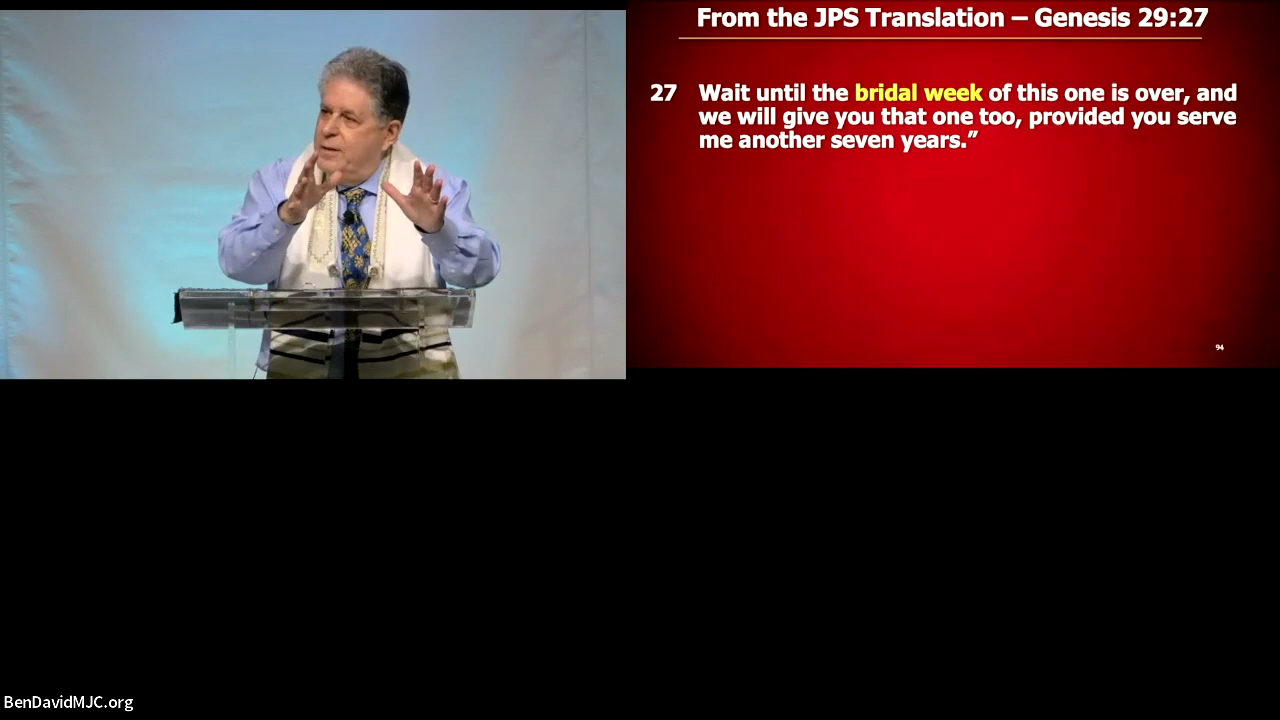 From the JPS Translation – Genesis 29:27
27 Wait until the bridal week of this one is over, and
we will give you that one too, provided you serve
me another seven years.”
94
BenDavidMJC.org